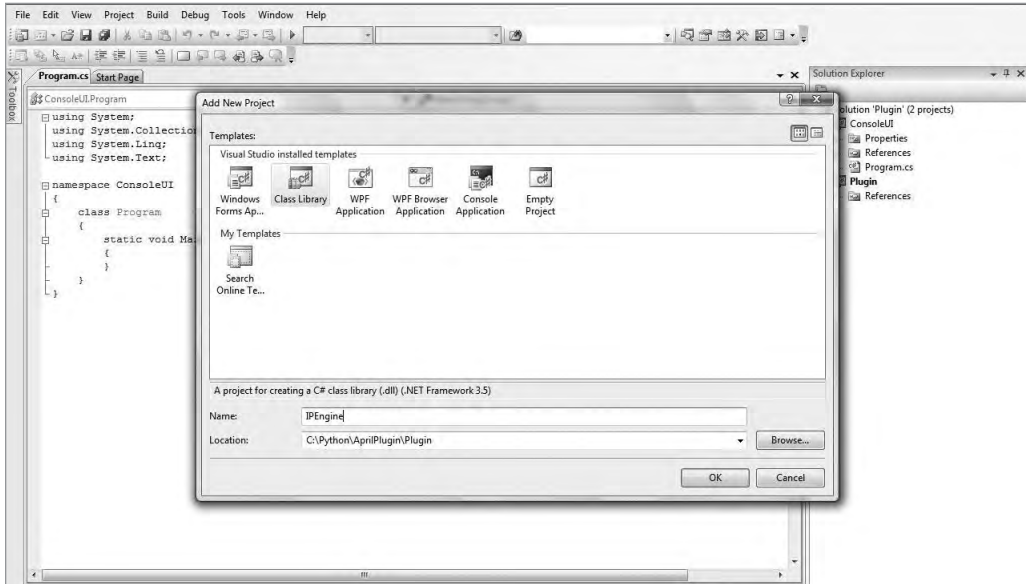 File Edit View Project Build Debug Tools Window Help
Program.cs Start Page
Toolbox
ConsoleUI.Program
using System;
using System.Collectio
using System.Linq;
using System.Text;
namespace ConsoleUI
{
class Program
{
static void Ma
{
}
}
}
Add New Project
Templates:
Visual Studio installed templates
Windows Forms Ap...
Class Library
WPF Application
WPF Browser Application
Console Application
Empty Project
My Templates
Search Online Te...
A project for creating a C# class library (.dll) (.NET Framework 3.5)
Name: IPEngine
Location: C:\Python\AprilPlugin\Plugin
Browse...
OK Cancel
Solution Explorer
olution 'Plugin' (2 projects)
ConsoleUI
Properties
References
Program.cs
Plugin
References